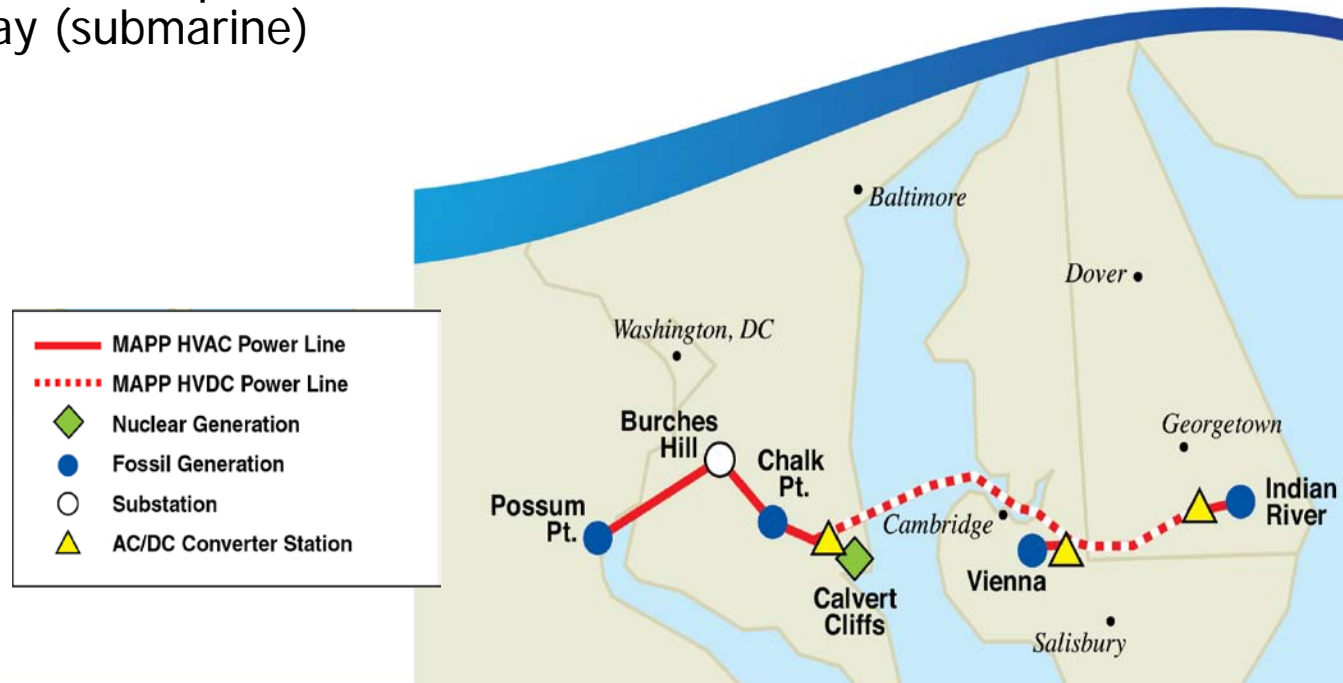 ay (submarine)
Baltimore
Dover
Washington, DC
MAPP HVAC Power Line
MAPP HVDC Power Line
Nuclear Generation
Fossil Generation
Substation
AC/DC Converter Station
Burches
Hill
Chalk
Pt.
Possum
Pt.
Calvert
Cliffs
Georgetown
Indian
River
Cambridge
Vienna
Salisbury